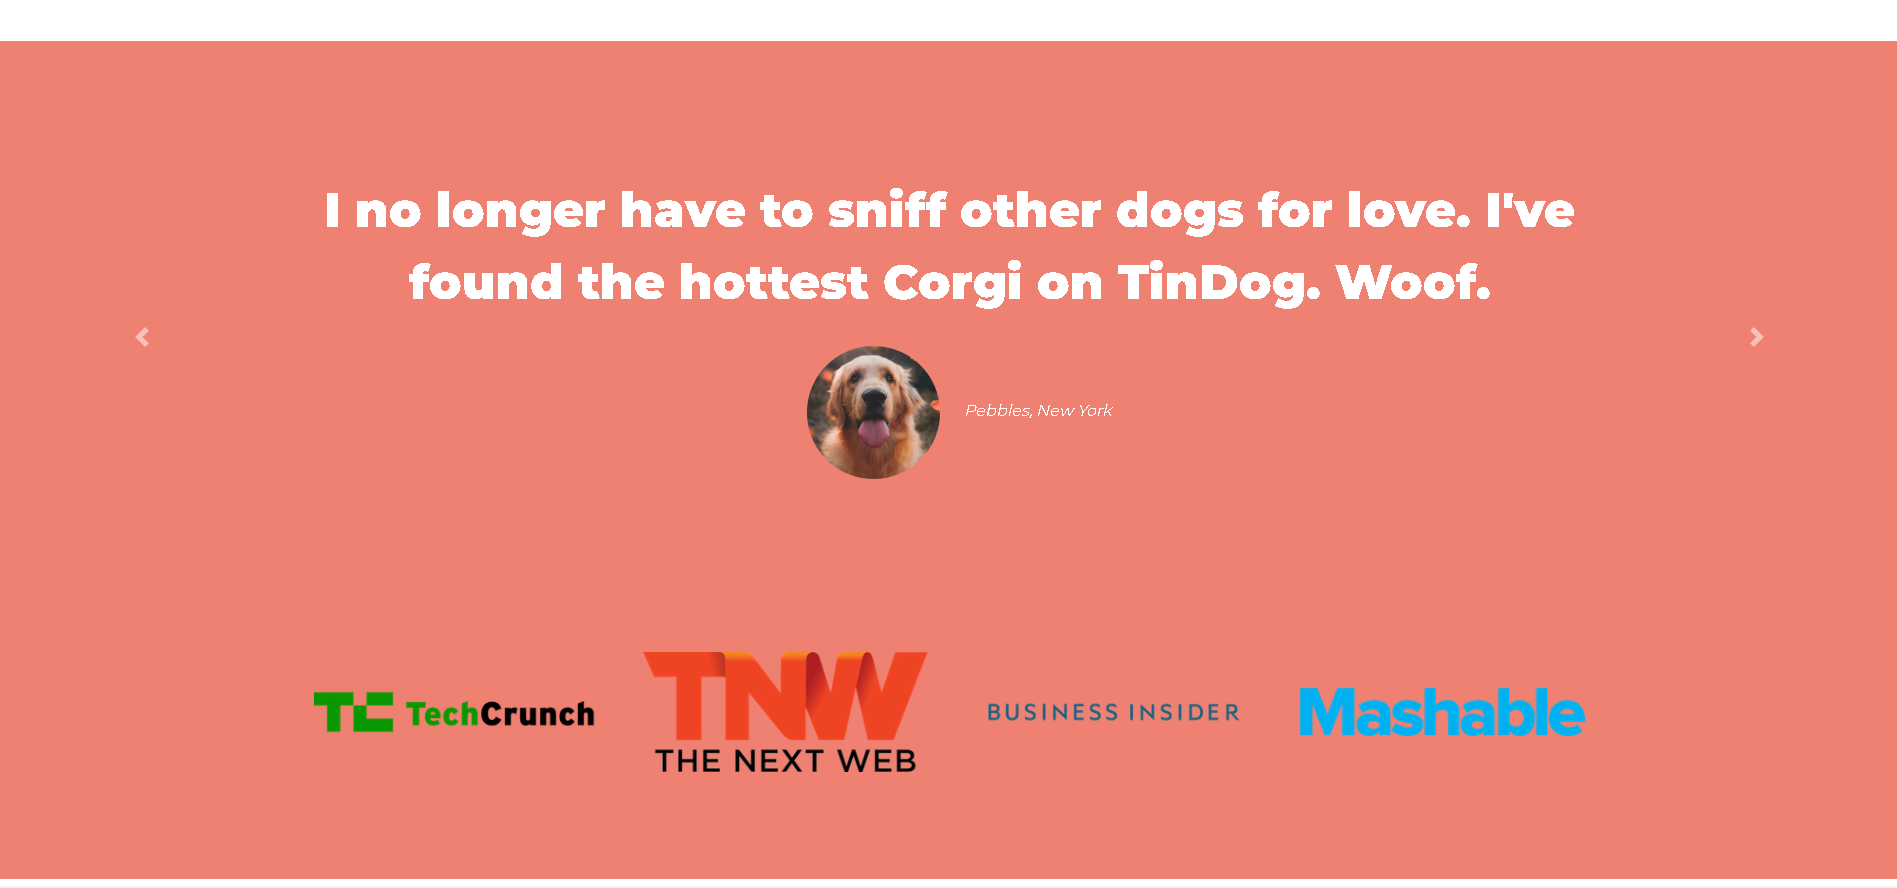 I no longer have to sniff other dogs for love. I've
found the hottest Corgi on TinDog. Woof.
Pebbles, New York
TechCrunch
TNW
THE NEXT WEB
BUSINESS INSIDER
Mashable